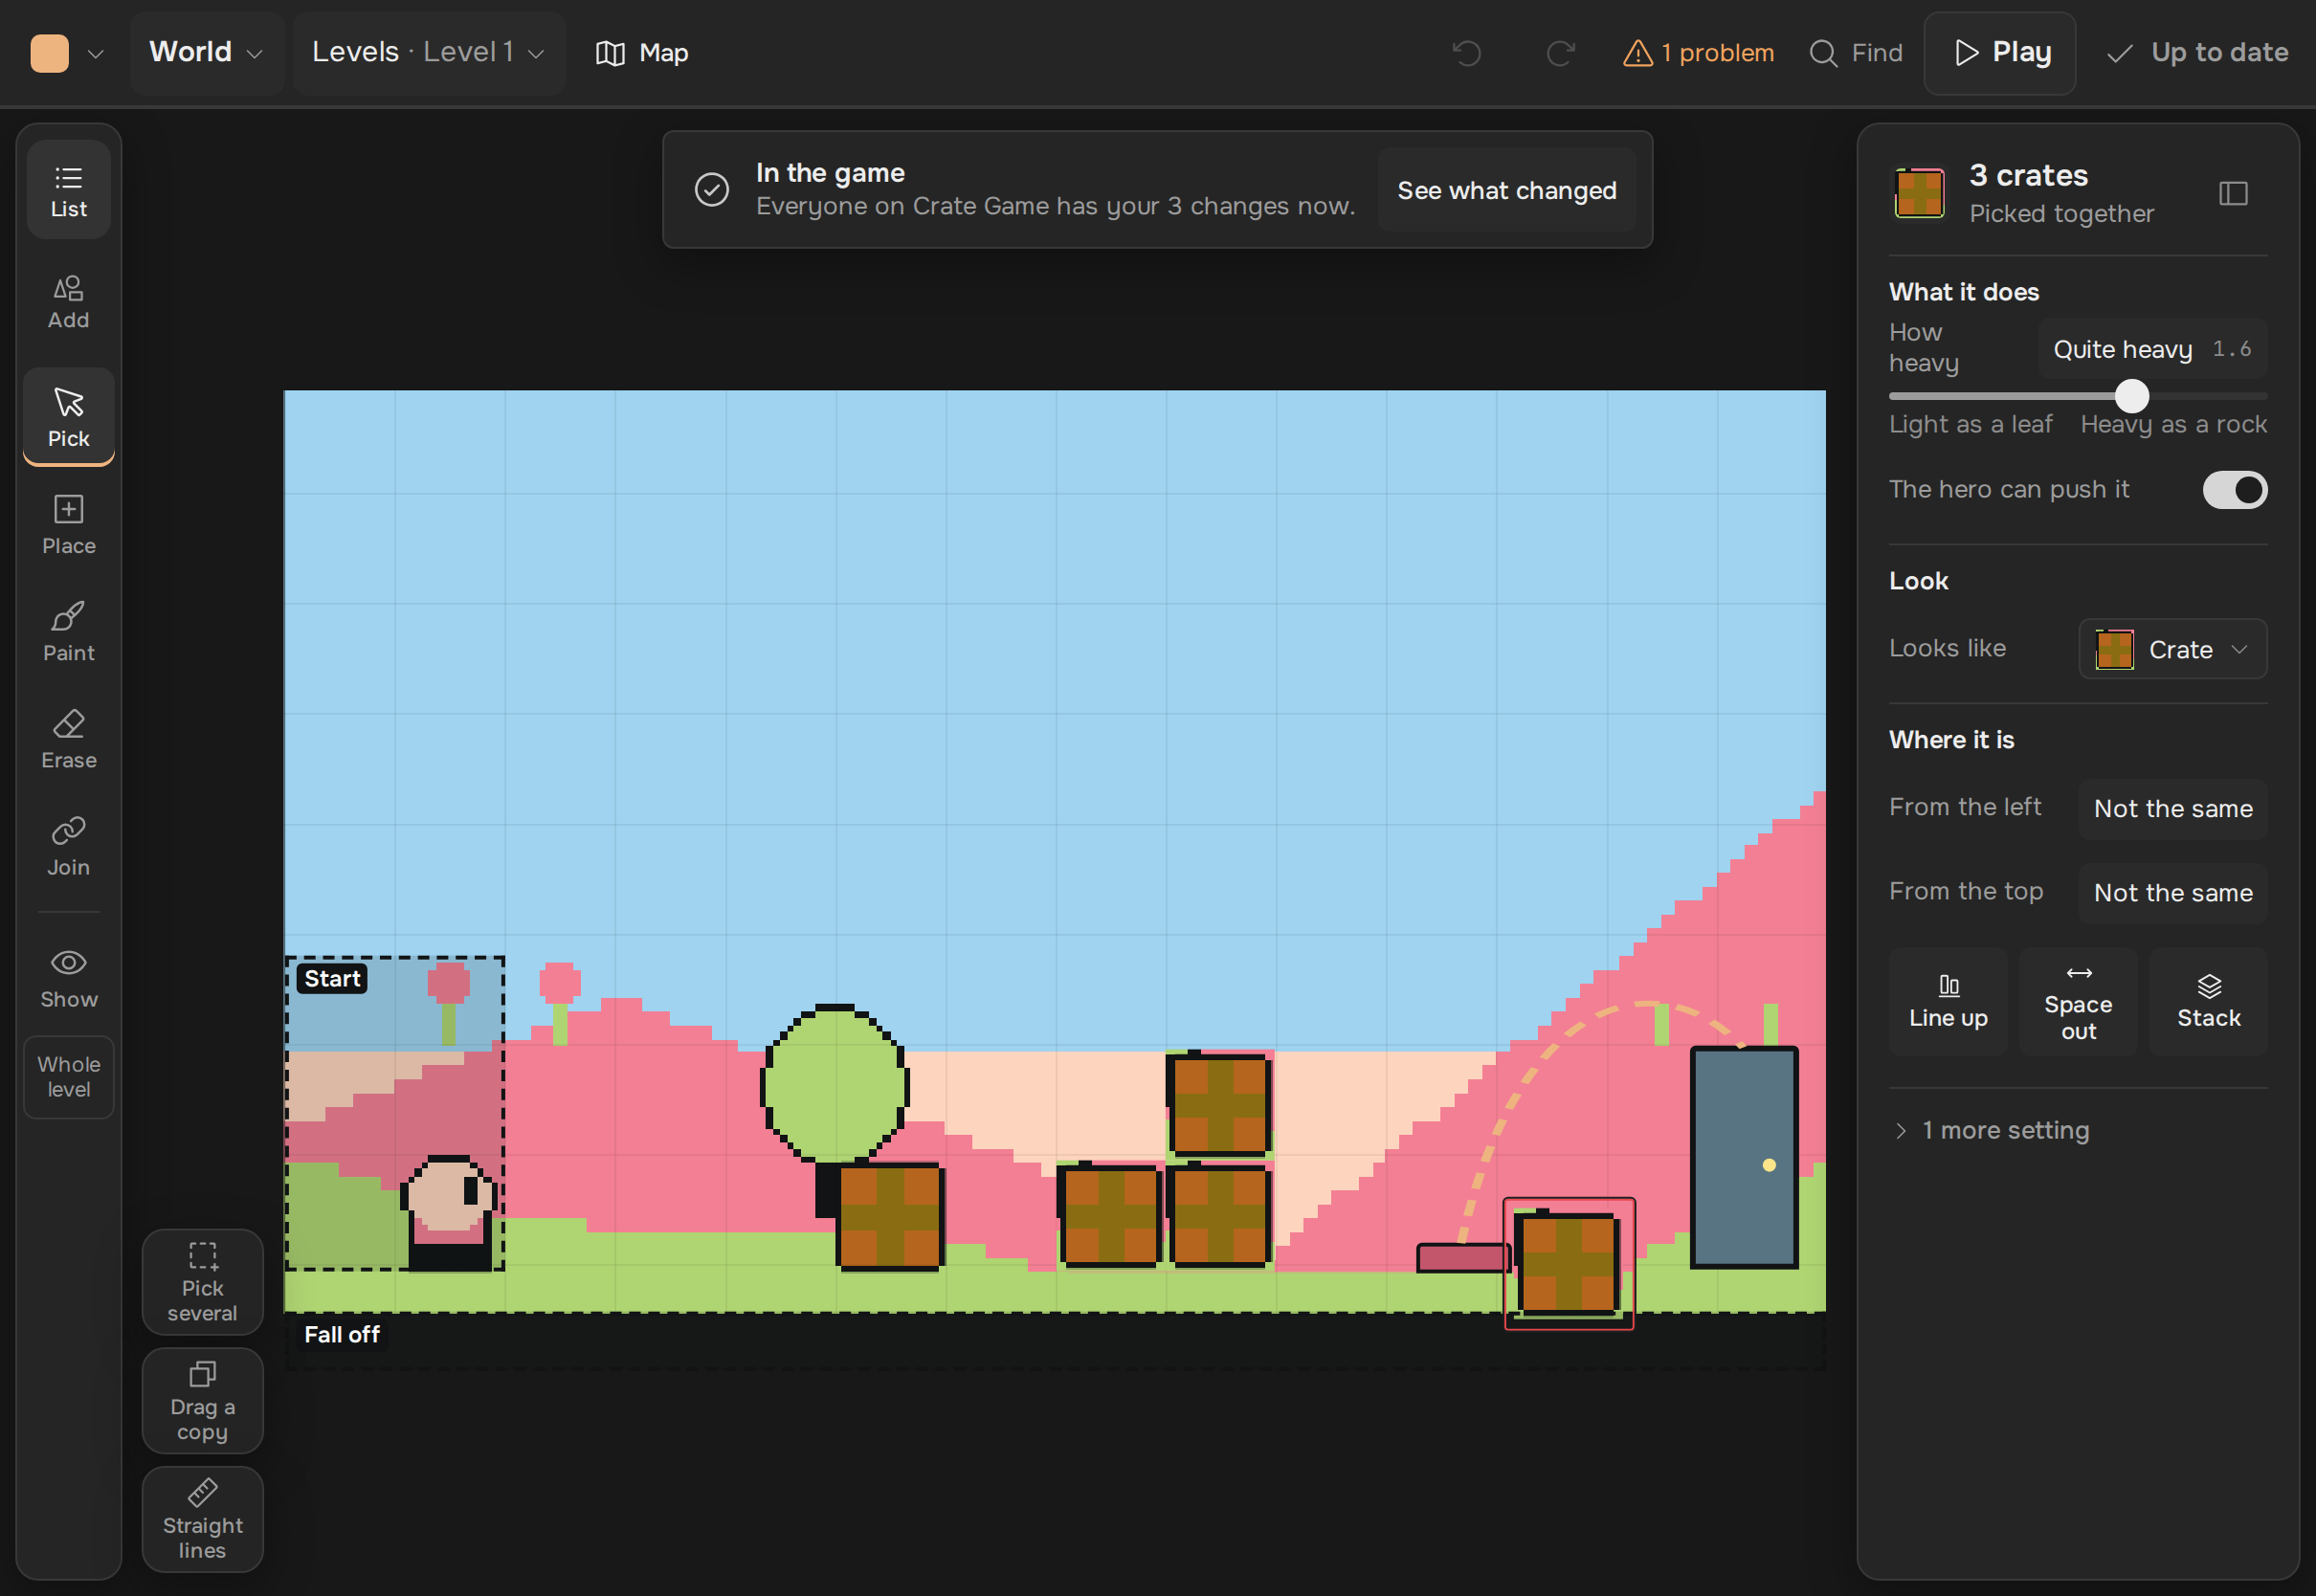 World
Levels · Level 1
Map
1 problem
Find
Play
Up to date
List
Add
Pick
Place
Paint
Erase
Join
Show
Whole
level
Pick
several
Drag a
copy
Straight
lines
In the game
Everyone on Crate Game has your 3 changes now.
See what changed
Start
Fall off
3 crates
Picked together
What it does
How
heavy
Quite heavy 1.6
Light as a leaf Heavy as a rock
The hero can push it
Look
Looks like
Crate
Where it is
From the left
Not the same
From the top
Not the same
Line up
Space
out
Stack
1 more setting